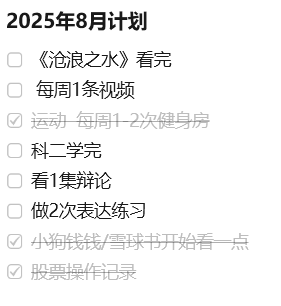 2025年8月计划
《沧浪之水》看完
每周1条视频
运动 每周1-2次健身房
科二学完
看1集辩论
做2次表达练习
小狗钱钱/雪球书开始看一点
股票操作记录